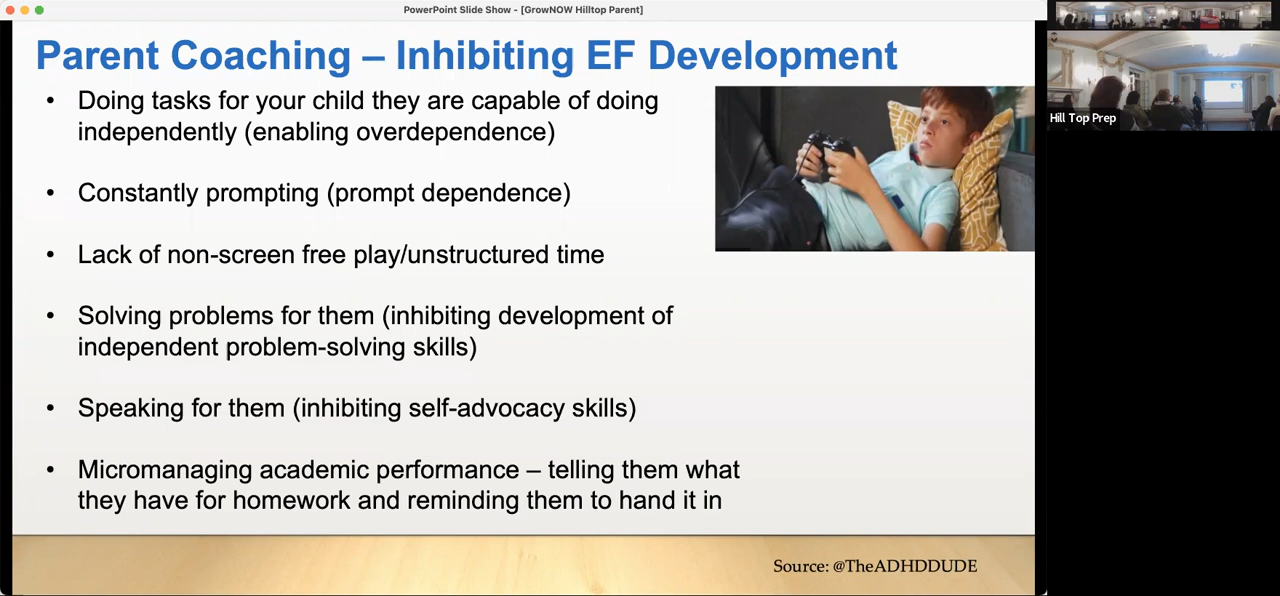 PowerPoint Slide Show - [GrowNOW Hilltop Parent]
Parent Coaching – Inhibiting EF Development
• Doing tasks for your child they are capable of doing
independently (enabling overdependence)
• Constantly prompting (prompt dependence)
• Lack of non-screen free play/unstructured time
• Solving problems for them (inhibiting development of
independent problem-solving skills)
• Speaking for them (inhibiting self-advocacy skills)
• Micromanaging academic performance – telling them what
they have for homework and reminding them to hand it in
Source: @TheADHDDUDE
Hill Top Prep